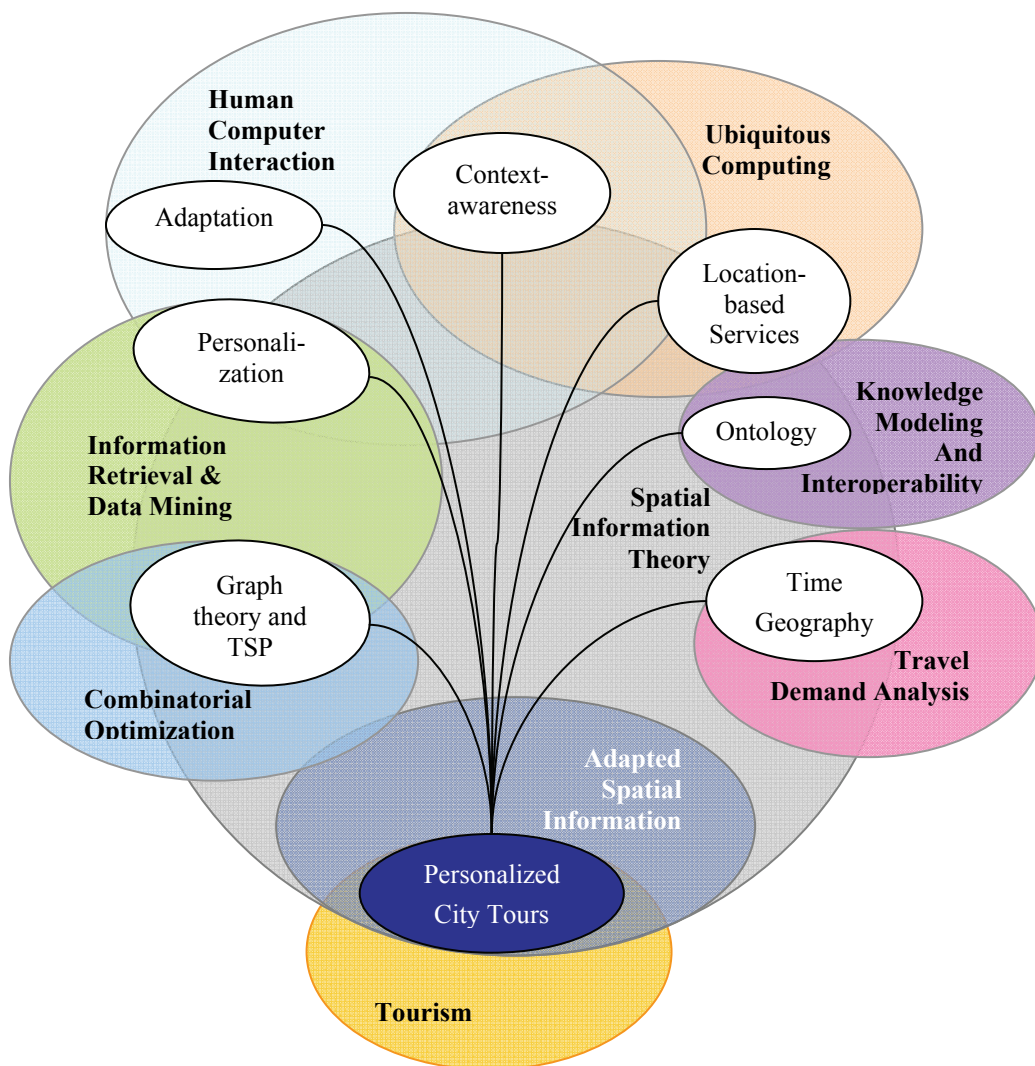 Human
Computer
Interaction
Ubiquitous
Computing
Context-
awareness
Adaptation
Location-
based
Services
Personali-
zation
Knowledge
Modeling
And
Interoperability
Ontology
Information
Retrieval &
Data Mining
Spatial
Information
Theory
Graph
theory and
TSP
Time
Geography
Travel
Demand Analysis
Combinatorial
Optimization
Adapted
Spatial
Information
Personalized
City Tours
Tourism